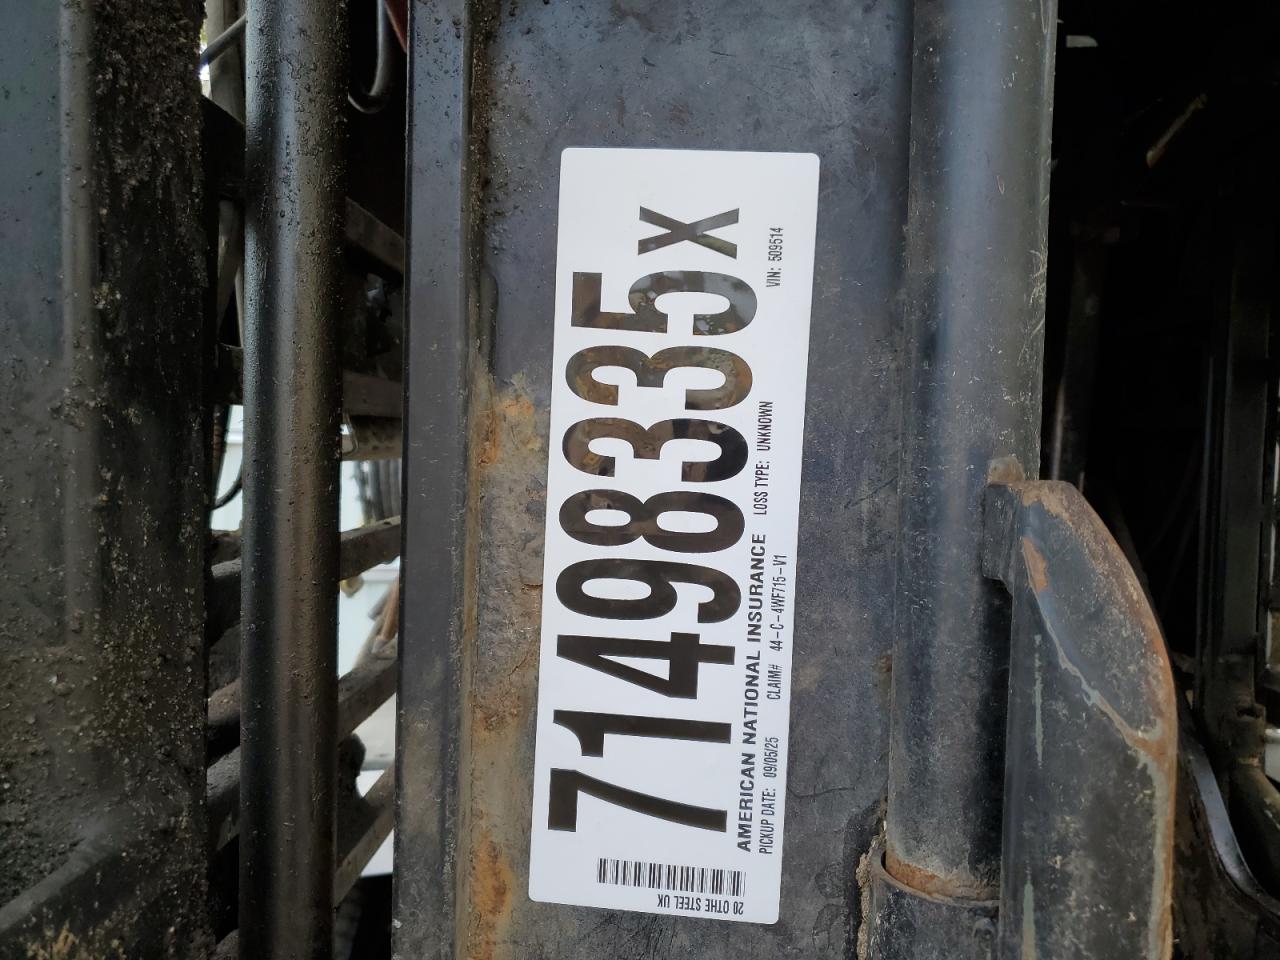 71498335X
AMERICAN NATIONAL INSURANCE LOSS TYPE: UNKNOWN VIN: 509514
PICKUP DATE: 09/05/25 CLAIM# 44-C-4WF715-V1
20 OTHE STEEL UK